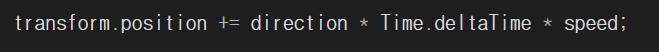 transform.position += direction * Time.deltaTime * speed;